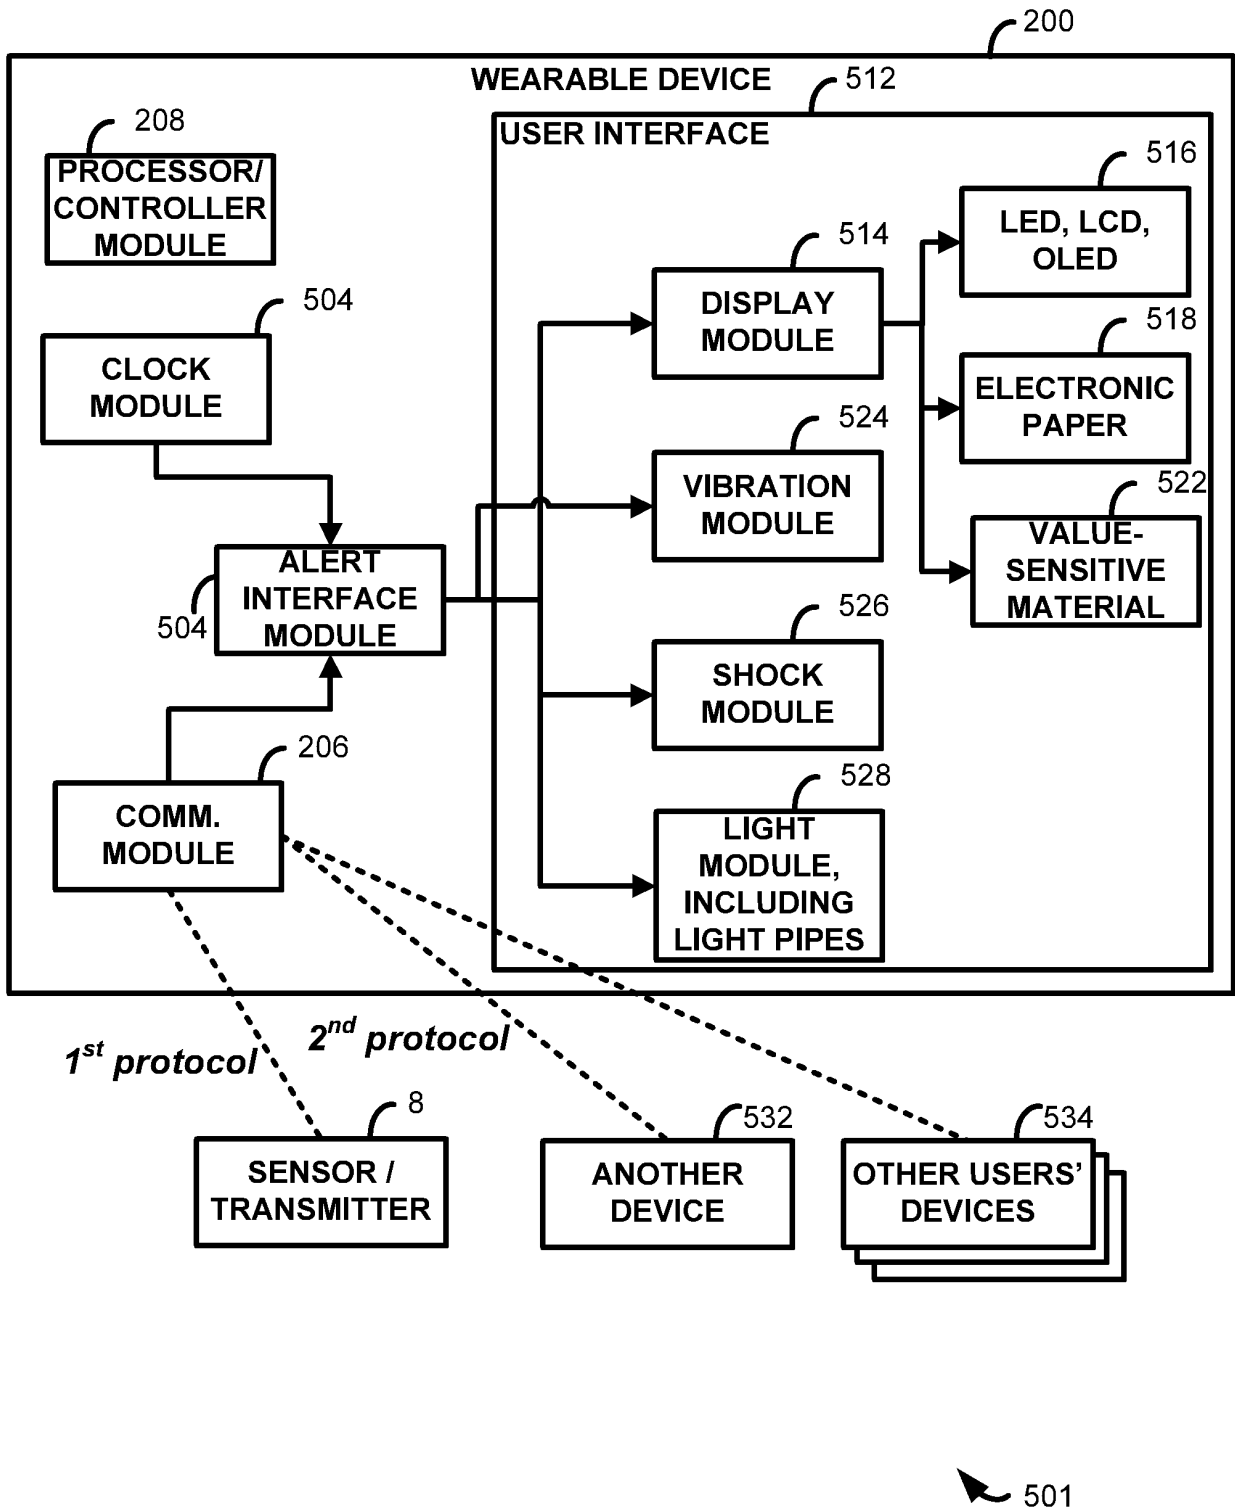 200
WEARABLE DEVICE
512
208
USER INTERFACE
PROCESSOR/
CONTROLLER
MODULE
516
LED, LCD,
OLED
514
DISPLAY
MODULE
504
CLOCK
MODULE
518
ELECTRONIC
PAPER
524
VIBRATION
MODULE
522
VALUE-
SENSITIVE
MATERIAL
ALERT
INTERFACE
MODULE
504
526
SHOCK
MODULE
206
COMM.
MODULE
528
LIGHT
MODULE,
INCLUDING
LIGHT PIPES
1st protocol
2nd protocol
8
SENSOR /
TRANSMITTER
532
ANOTHER
DEVICE
534
OTHER USERS’
DEVICES
501